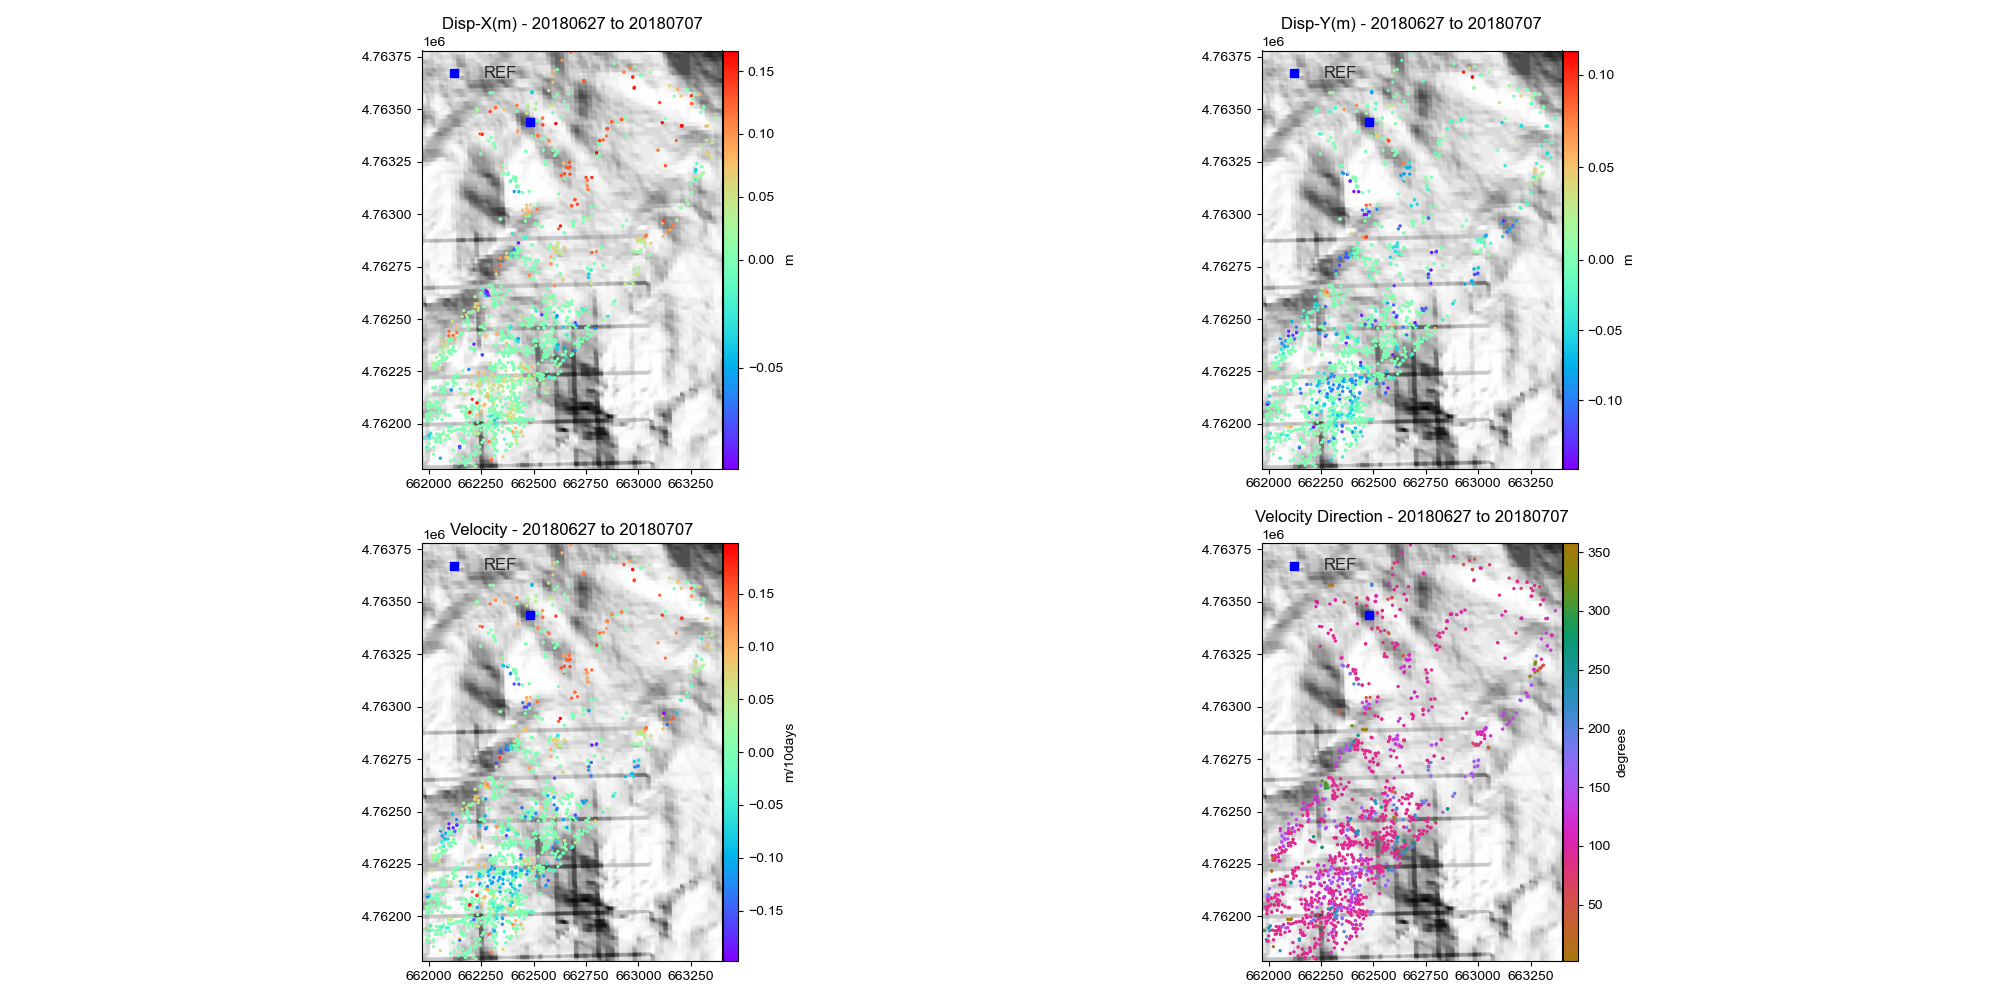 Disp-X(m) - 20180627 to 20180707
1e6
REF
4.76375
4.76350
4.76325
4.76300
4.76275
4.76250
4.76225
4.76200
662000 662250 662500 662750 663000 663250
0.15
0.10
0.05
0.00
−0.05
m
Disp-Y(m) - 20180627 to 20180707
1e6
REF
4.76375
4.76350
4.76325
4.76300
4.76275
4.76250
4.76225
4.76200
662000 662250 662500 662750 663000 663250
0.10
0.05
0.00
−0.05
−0.10
m
Velocity - 20180627 to 20180707
1e6
REF
4.76375
4.76350
4.76325
4.76300
4.76275
4.76250
4.76225
4.76200
662000 662250 662500 662750 663000 663250
0.15
0.10
0.05
0.00
−0.05
−0.10
−0.15
m/10days
Velocity Direction - 20180627 to 20180707
1e6
REF
4.76375
4.76350
4.76325
4.76300
4.76275
4.76250
4.76225
4.76200
662000 662250 662500 662750 663000 663250
350
300
250
200
150
100
50
degrees